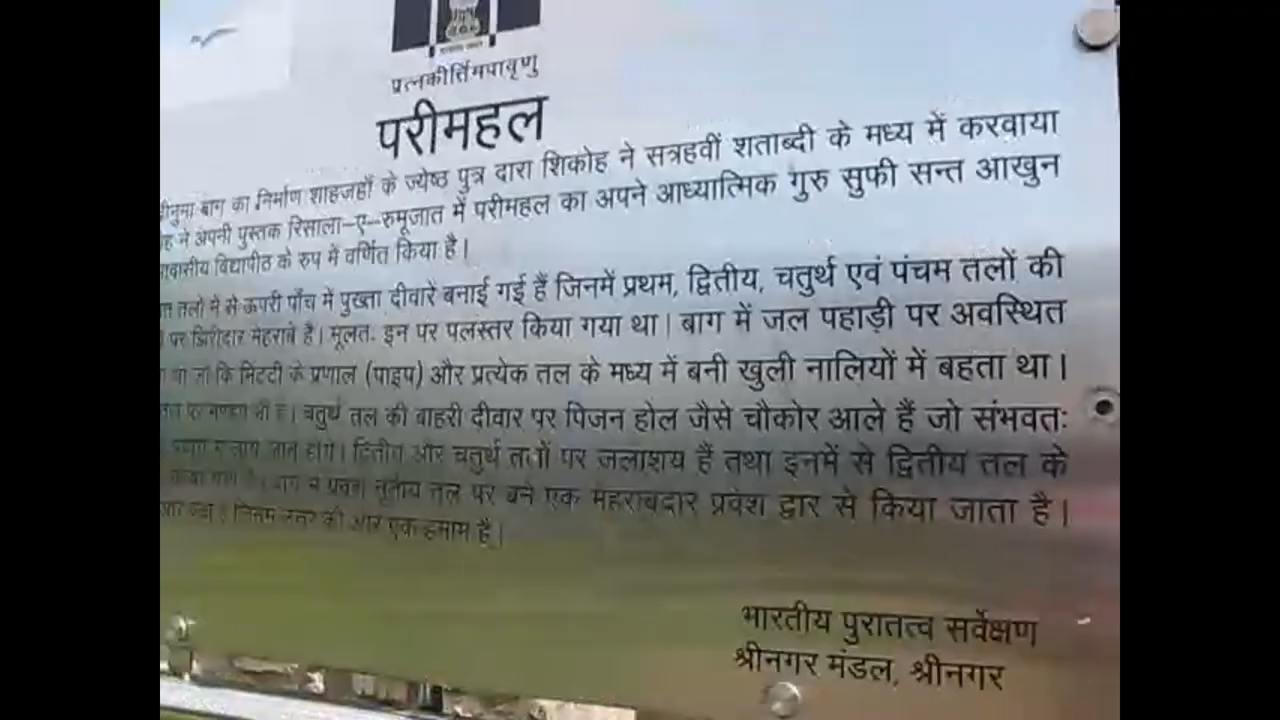 प्रत्नकीर्तिमपावृणु
परीमहल
बाग का निर्माण शाहजहाँ के ज्येष्ठ पुत्र दारा शिकोह ने सत्रहवीं शताब्दी के मध्य में करवाया
ने अपनी पुस्तक रिसाला–ए–रुमूजात में परीमहल का अपने आध्यात्मिक गुरु सुफी सन्त आखुन
विद्यापीठ के रुप में वर्णित किया है।
तलों में से ऊपरी पाँच में पुख्ता दीवारें बनाई गई हैं जिनमें प्रथम, द्वितीय, चतुर्थ एवं पंचम तलों की
पर झिरीदार मेहराबें हैं। मूलत: इन पर पलस्तर किया गया था। बाग में जल पहाड़ी पर अवस्थित
था जो कि मिटटी के प्रणाल (पाइप) और प्रत्येक तल के मध्य में बनी खुली नालियों में बहता था।
चतुर्थ तल की बाहरी दीवार पर पिजन होल जैसे चौकोर आले हैं जो संभवतः
द्वितीय और चतुर्थ तलों पर जलाशय हैं तथा इनमें से द्वितीय तल के
में प्रवेश तृतीय तल पर बने एक मेहराबदार प्रवेश द्वार से किया जाता है।
की ओर एक हमाम है।
भारतीय पुरातत्व सर्वेक्षण
श्रीनगर मंडल, श्रीनगर